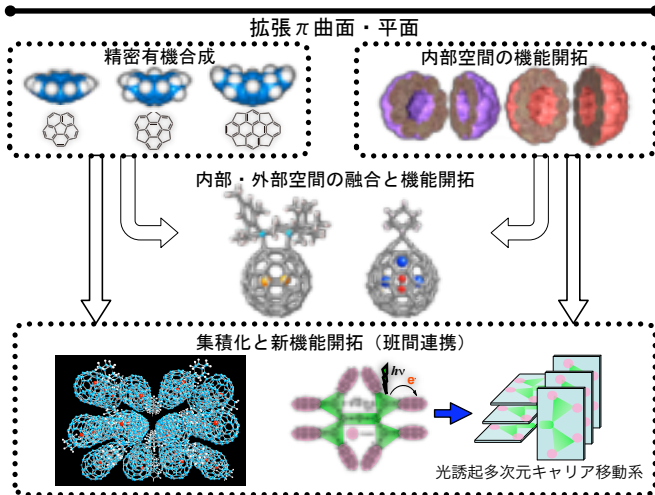 拡張π曲面・平面
精密有機合成
内部空間の機能開拓
内部・外部空間の融合と機能開拓
集積化と新機能開拓（班間連携）
hν
e-
光誘起多次元キャリア移動系